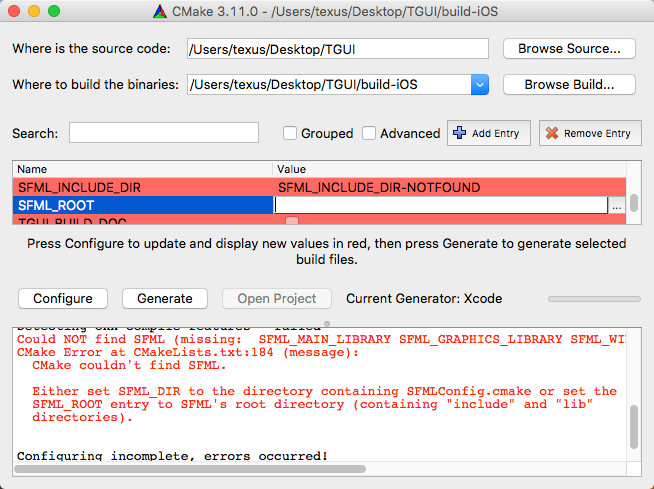 CMake 3.11.0 - /Users/texus/Desktop/TGUI/build-iOS
Where is the source code: /Users/texus/Desktop/TGUI Browse Source...
Where to build the binaries: /Users/texus/Desktop/TGUI/build-iOS Browse Build...
Search: Grouped Advanced Add Entry Remove Entry
Name Value
SFML_INCLUDE_DIR SFML_INCLUDE_DIR-NOTFOUND
SFML_ROOT ...
TGUI_BUILD_DOC
Press Configure to update and display new values in red, then press Generate to generate selected
build files.
Configure Generate Open Project Current Generator: Xcode
Detecting CXX compile features - failed
Could NOT find SFML (missing:  SFML_MAIN_LIBRARY SFML_GRAPHICS_LIBRARY SFML_WI
CMake Error at CMakeLists.txt:184 (message):
CMake couldn't find SFML.
Either set SFML_DIR to the directory containing SFMLConfig.cmake or set the
SFML_ROOT entry to SFML's root directory (containing "include" and "lib"
directories).
Configuring incomplete, errors occurred!